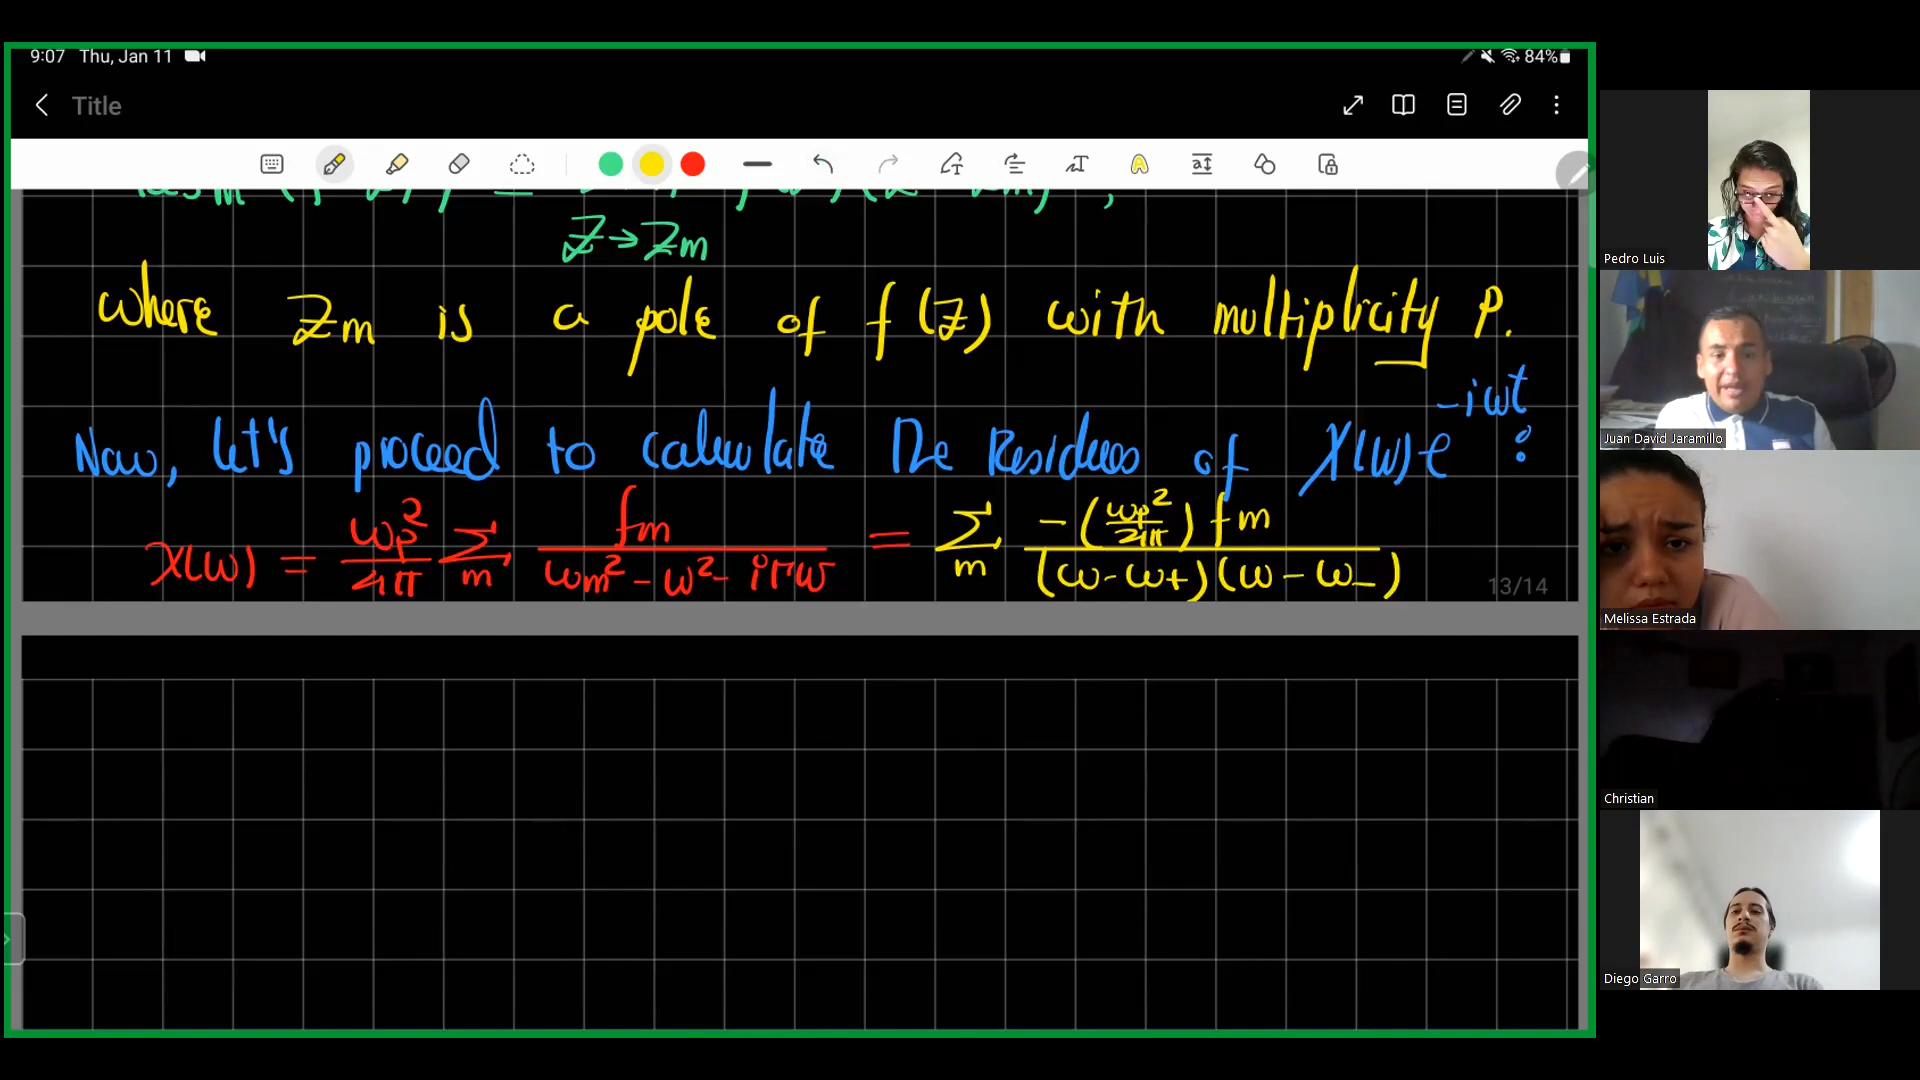 9:07 Thu, Jan 11
84%
Title
Z→Zm
where Zm is a pole of f(Z) with multiplicity P.
Now, let's proceed to calculate the Residues of χ(ω)e^{-iωt} :
χ(ω) = ωp²/4π Σm fm/(ωm² - ω² - iΓω) = Σm -(ωp²/4π) fm/((ω-ω+)(ω-ω-))
13/14
Pedro Luis
Juan David Jaramillo
Melissa Estrada
Christian
Diego Garro